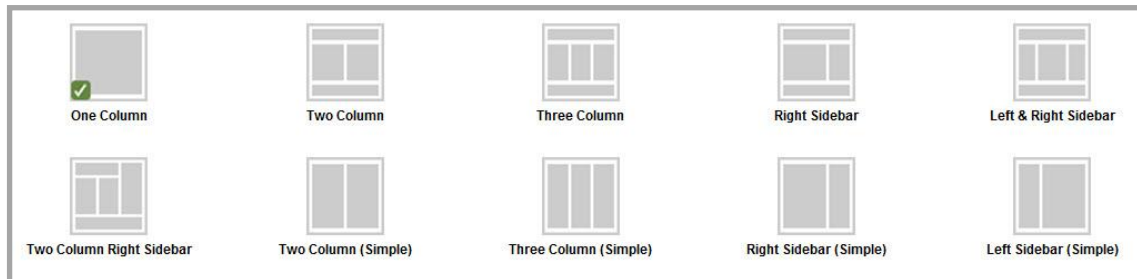 One Column
Two Column
Three Column
Right Sidebar
Left & Right Sidebar
Two Column Right Sidebar
Two Column (Simple)
Three Column (Simple)
Right Sidebar (Simple)
Left Sidebar (Simple)